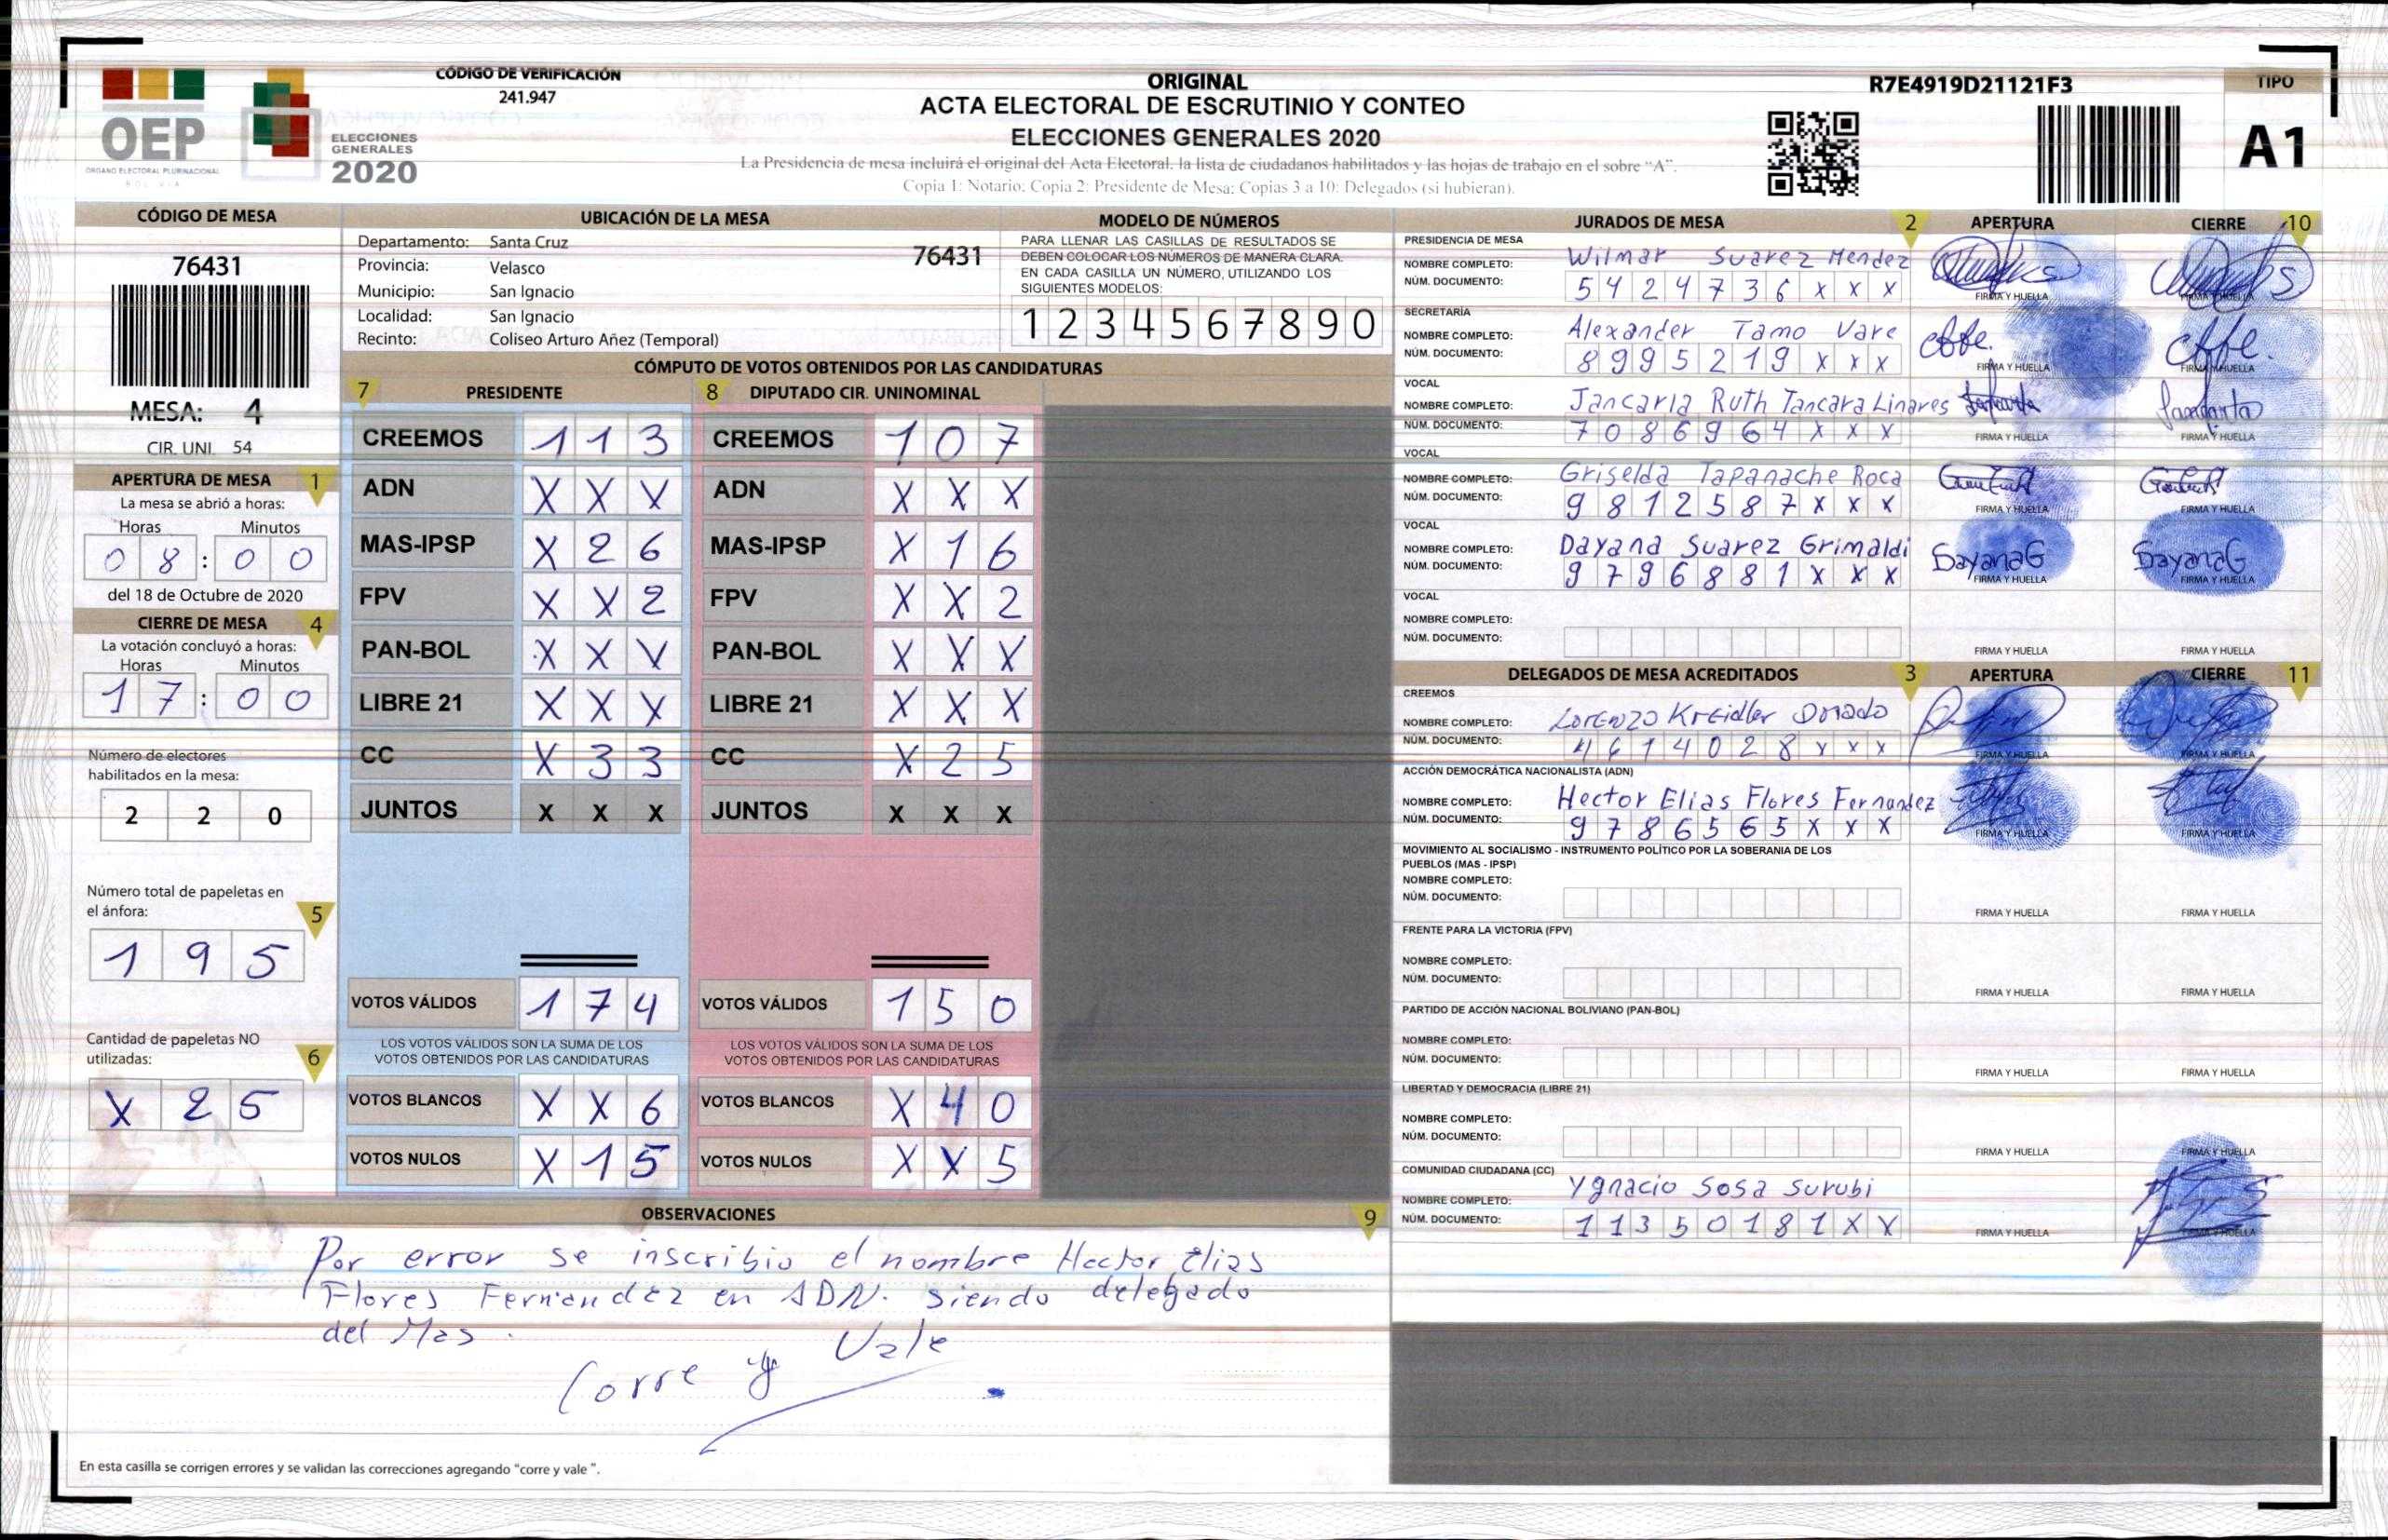 CÓDIGO DE VERIFICACIÓN
241.947
OEP
ÓRGANO ELECTORAL PLURINACIONAL
BOLIVIA
ELECCIONES
GENERALES
2020
ORIGINAL
ACTA ELECTORAL DE ESCRUTINIO Y CONTEO
ELECCIONES GENERALES 2020
La Presidencia de mesa incluirá el original del Acta Electoral, la lista de ciudadanos habilitados y las hojas de trabajo en el sobre “A”.
Copia 1: Notario; Copia 2: Presidente de Mesa; Copias 3 a 10: Delegados (si hubieran).
R7E4919D21121F3
TIPO
A1
CÓDIGO DE MESA
76431
MESA: 4
CIR. UNI. 54
APERTURA DE MESA 1
La mesa se abrió a horas:
Horas Minutos
0 8 : 0 0
del 18 de Octubre de 2020
CIERRE DE MESA 4
La votación concluyó a horas:
Horas Minutos
1 7 : 0 0
Número de electores
habilitados en la mesa:
2 2 0
Número total de papeletas en
el ánfora: 5
1 9 5
Cantidad de papeletas NO
utilizadas: 6
X 2 5
UBICACIÓN DE LA MESA
Departamento: Santa Cruz 76431
Provincia: Velasco
Municipio: San Ignacio
Localidad: San Ignacio
Recinto: Coliseo Arturo Añez (Temporal)
MODELO DE NÚMEROS
PARA LLENAR LAS CASILLAS DE RESULTADOS SE
DEBEN COLOCAR LOS NÚMEROS DE MANERA CLARA.
EN CADA CASILLA UN NÚMERO, UTILIZANDO LOS
SIGUIENTES MODELOS:
1 2 3 4 5 6 7 8 9 0
CÓMPUTO DE VOTOS OBTENIDOS POR LAS CANDIDATURAS
7 PRESIDENTE
CREEMOS 1 1 3
ADN X X X
MAS-IPSP X 2 6
FPV X X 2
PAN-BOL X X X
LIBRE 21 X X X
CC X 3 3
JUNTOS X X X
VOTOS VÁLIDOS 1 7 4
LOS VOTOS VÁLIDOS SON LA SUMA DE LOS
VOTOS OBTENIDOS POR LAS CANDIDATURAS
VOTOS BLANCOS X X 6
VOTOS NULOS X 1 5
8 DIPUTADO CIR. UNINOMINAL
CREEMOS 1 0 7
ADN X X X
MAS-IPSP X 1 6
FPV X X 2
PAN-BOL X X X
LIBRE 21 X X X
CC X 2 5
JUNTOS X X X
VOTOS VÁLIDOS 1 5 0
LOS VOTOS VÁLIDOS SON LA SUMA DE LOS
VOTOS OBTENIDOS POR LAS CANDIDATURAS
VOTOS BLANCOS X 4 0
VOTOS NULOS X X 5
OBSERVACIONES 9
Por error se inscribio el nombre Hector Elias
Flores Fernandez en ADN. siendo delegado
del Mas.
Corre y Vale
En esta casilla se corrigen errores y se validan las correcciones agregando “corre y vale ”.
JURADOS DE MESA 2 APERTURA CIERRE 10
PRESIDENCIA DE MESA
NOMBRE COMPLETO: Wilmar Suarez Mendez
NÚM. DOCUMENTO: 5 4 2 4 7 3 6 X X X
FIRMA Y HUELLA FIRMA Y HUELLA
SECRETARÍA
NOMBRE COMPLETO: Alexander Tamo Vare
NÚM. DOCUMENTO: 8 9 9 5 2 1 9 X X X
FIRMA Y HUELLA FIRMA Y HUELLA
VOCAL
NOMBRE COMPLETO: Jancarla Ruth Tancara Linares
NÚM. DOCUMENTO: 7 0 8 6 9 6 4 X X X
FIRMA Y HUELLA FIRMA Y HUELLA
VOCAL
NOMBRE COMPLETO: Griselda Tapanache Roca
NÚM. DOCUMENTO: 9 8 1 2 5 8 7 X X X
FIRMA Y HUELLA FIRMA Y HUELLA
VOCAL
NOMBRE COMPLETO: Dayana Suarez Grimaldi
NÚM. DOCUMENTO: 9 7 9 6 8 8 1 X X X
DayanaG DayanaG
FIRMA Y HUELLA FIRMA Y HUELLA
VOCAL
NOMBRE COMPLETO:
NÚM. DOCUMENTO:
FIRMA Y HUELLA FIRMA Y HUELLA
DELEGADOS DE MESA ACREDITADOS 3 APERTURA CIERRE 11
CREEMOS
NOMBRE COMPLETO: Lorenzo Kreidler Dorado
NÚM. DOCUMENTO: 4 6 1 4 0 2 8 X X X
FIRMA Y HUELLA FIRMA Y HUELLA
ACCIÓN DEMOCRÁTICA NACIONALISTA (ADN)
NOMBRE COMPLETO: Hector Elias Flores Fernandez
NÚM. DOCUMENTO: 9 7 8 6 5 6 5 X X X
FIRMA Y HUELLA FIRMA Y HUELLA
MOVIMIENTO AL SOCIALISMO - INSTRUMENTO POLÍTICO POR LA SOBERANIA DE LOS
PUEBLOS (MAS - IPSP)
NOMBRE COMPLETO:
NÚM. DOCUMENTO:
FIRMA Y HUELLA FIRMA Y HUELLA
FRENTE PARA LA VICTORIA (FPV)
NOMBRE COMPLETO:
NÚM. DOCUMENTO:
FIRMA Y HUELLA FIRMA Y HUELLA
PARTIDO DE ACCIÓN NACIONAL BOLIVIANO (PAN-BOL)
NOMBRE COMPLETO:
NÚM. DOCUMENTO:
FIRMA Y HUELLA FIRMA Y HUELLA
LIBERTAD Y DEMOCRACIA (LIBRE 21)
NOMBRE COMPLETO:
NÚM. DOCUMENTO:
FIRMA Y HUELLA FIRMA Y HUELLA
COMUNIDAD CIUDADANA (CC)
NOMBRE COMPLETO: Ygnacio Sosa Surubi
NÚM. DOCUMENTO: 1 1 3 5 0 1 8 1 X X
FIRMA Y HUELLA FIRMA Y HUELLA